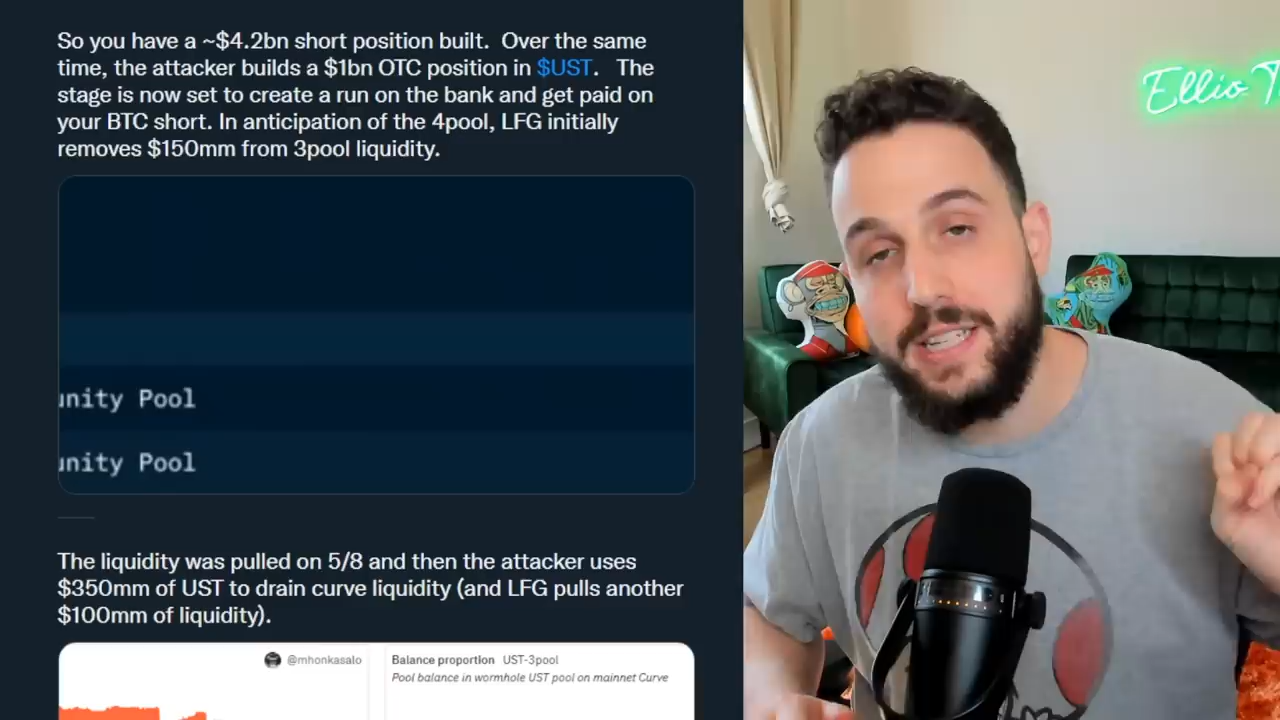 So you have a ~$4.2bn short position built. Over the same
time, the attacker builds a $1bn OTC position in $UST. The
stage is now set to create a run on the bank and get paid on
your BTC short. In anticipation of the 4pool, LFG initially
removes $150mm from 3pool liquidity.
unity Pool
unity Pool
The liquidity was pulled on 5/8 and then the attacker uses
$350mm of UST to drain curve liquidity (and LFG pulls another
$100mm of liquidity).
@mhonkasalo
Balance proportion UST-3pool
Pool balance in wormhole UST pool on mainnet Curve
Ellio T